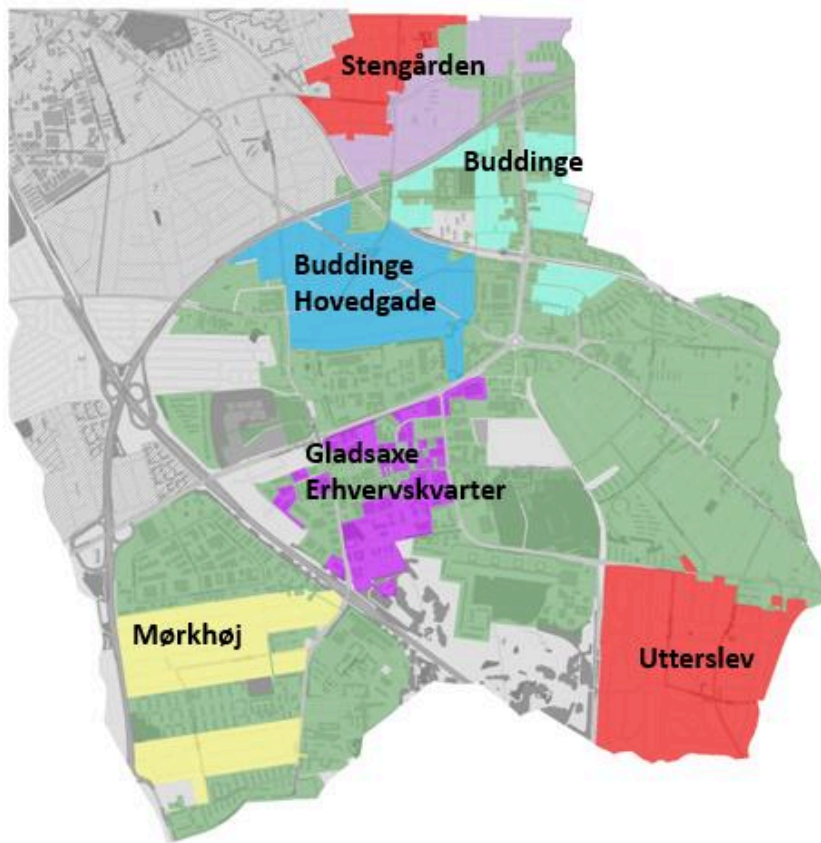 Stengården
Buddinge
Buddinge
Hovedgade
Gladsaxe
Erhvervskvarter
Mørkhøj
Utterslev